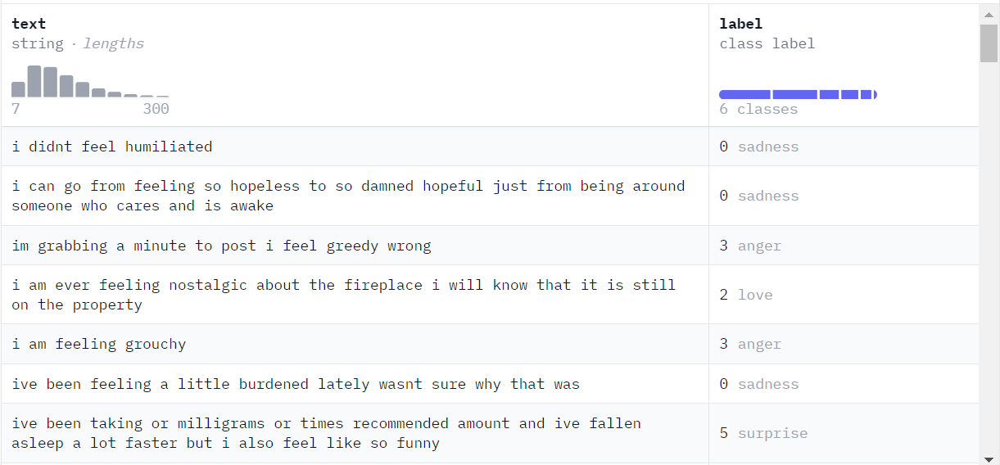 text
label
string · lengths
class label
7
300
6 classes
i didnt feel humiliated
0 sadness
i can go from feeling so hopeless to so damned hopeful just from being around
someone who cares and is awake
0 sadness
im grabbing a minute to post i feel greedy wrong
3 anger
i am ever feeling nostalgic about the fireplace i will know that it is still
on the property
2 love
i am feeling grouchy
3 anger
ive been feeling a little burdened lately wasnt sure why that was
0 sadness
ive been taking or milligrams or times recommended amount and ive fallen
asleep a lot faster but i also feel like so funny
5 surprise